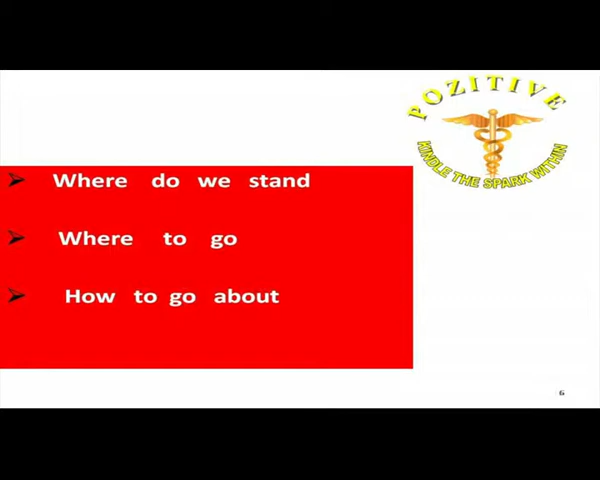 POZITIVE
KINDLE THE SPARK WITHIN
Where do we stand
Where to go
How to go about
6